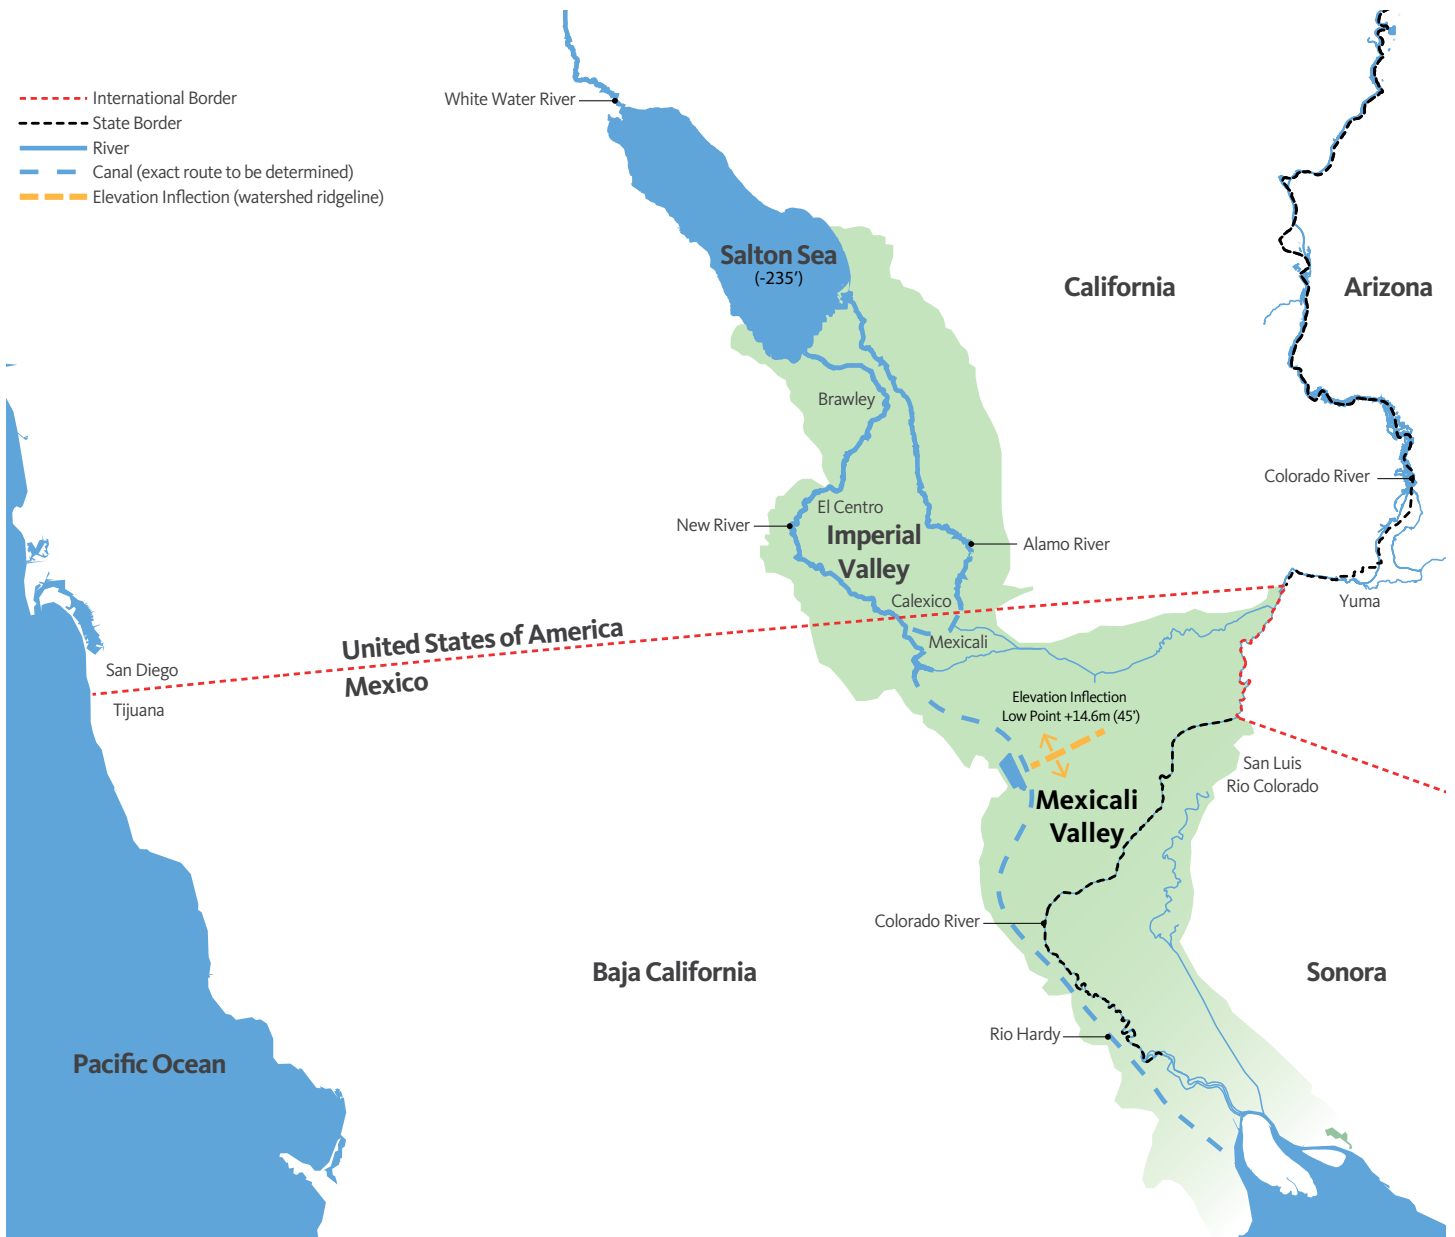 International Border
State Border
River
Canal (exact route to be determined)
Elevation Inflection (watershed ridgeline)
White Water River
Salton Sea
(-235')
California
Arizona
Brawley
Colorado River
El Centro
New River
Imperial
Valley
Alamo River
Calexico
Yuma
United States of America
Mexico
Mexicali
San Diego
Tijuana
Elevation Inflection
Low Point +14.6m (45')
San Luis
Rio Colorado
Mexicali
Valley
Colorado River
Baja California
Sonora
Rio Hardy
Pacific Ocean